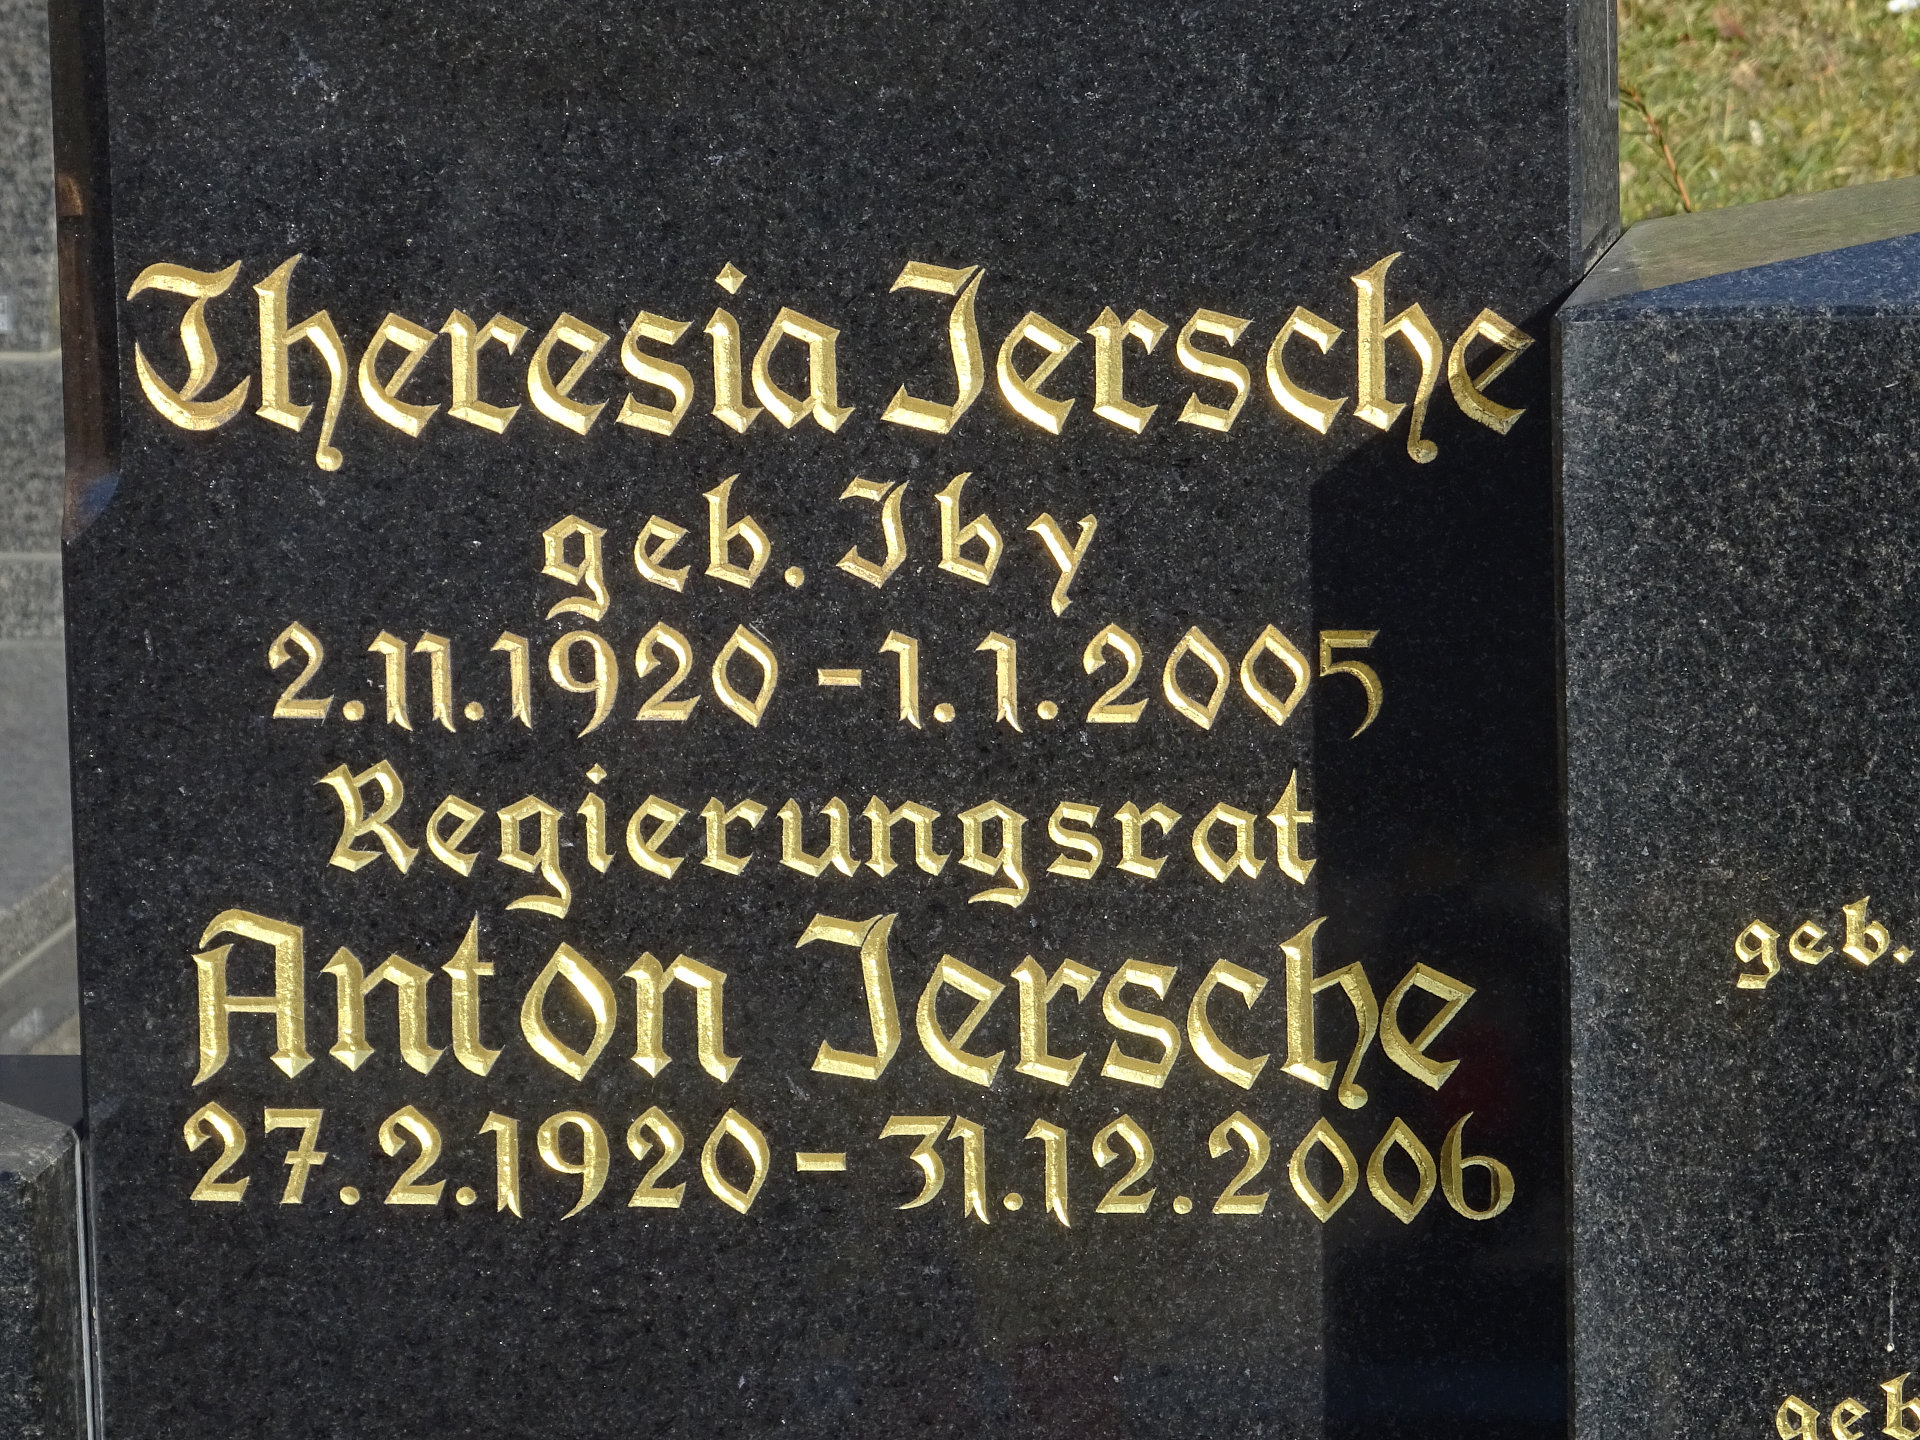 Theresia Jersche
geb. Iby
2.11.1920 - 1.1.2005
Regierungsrat
Anton Jersche
27.2.1920 - 31.12.2006
geb.
geb